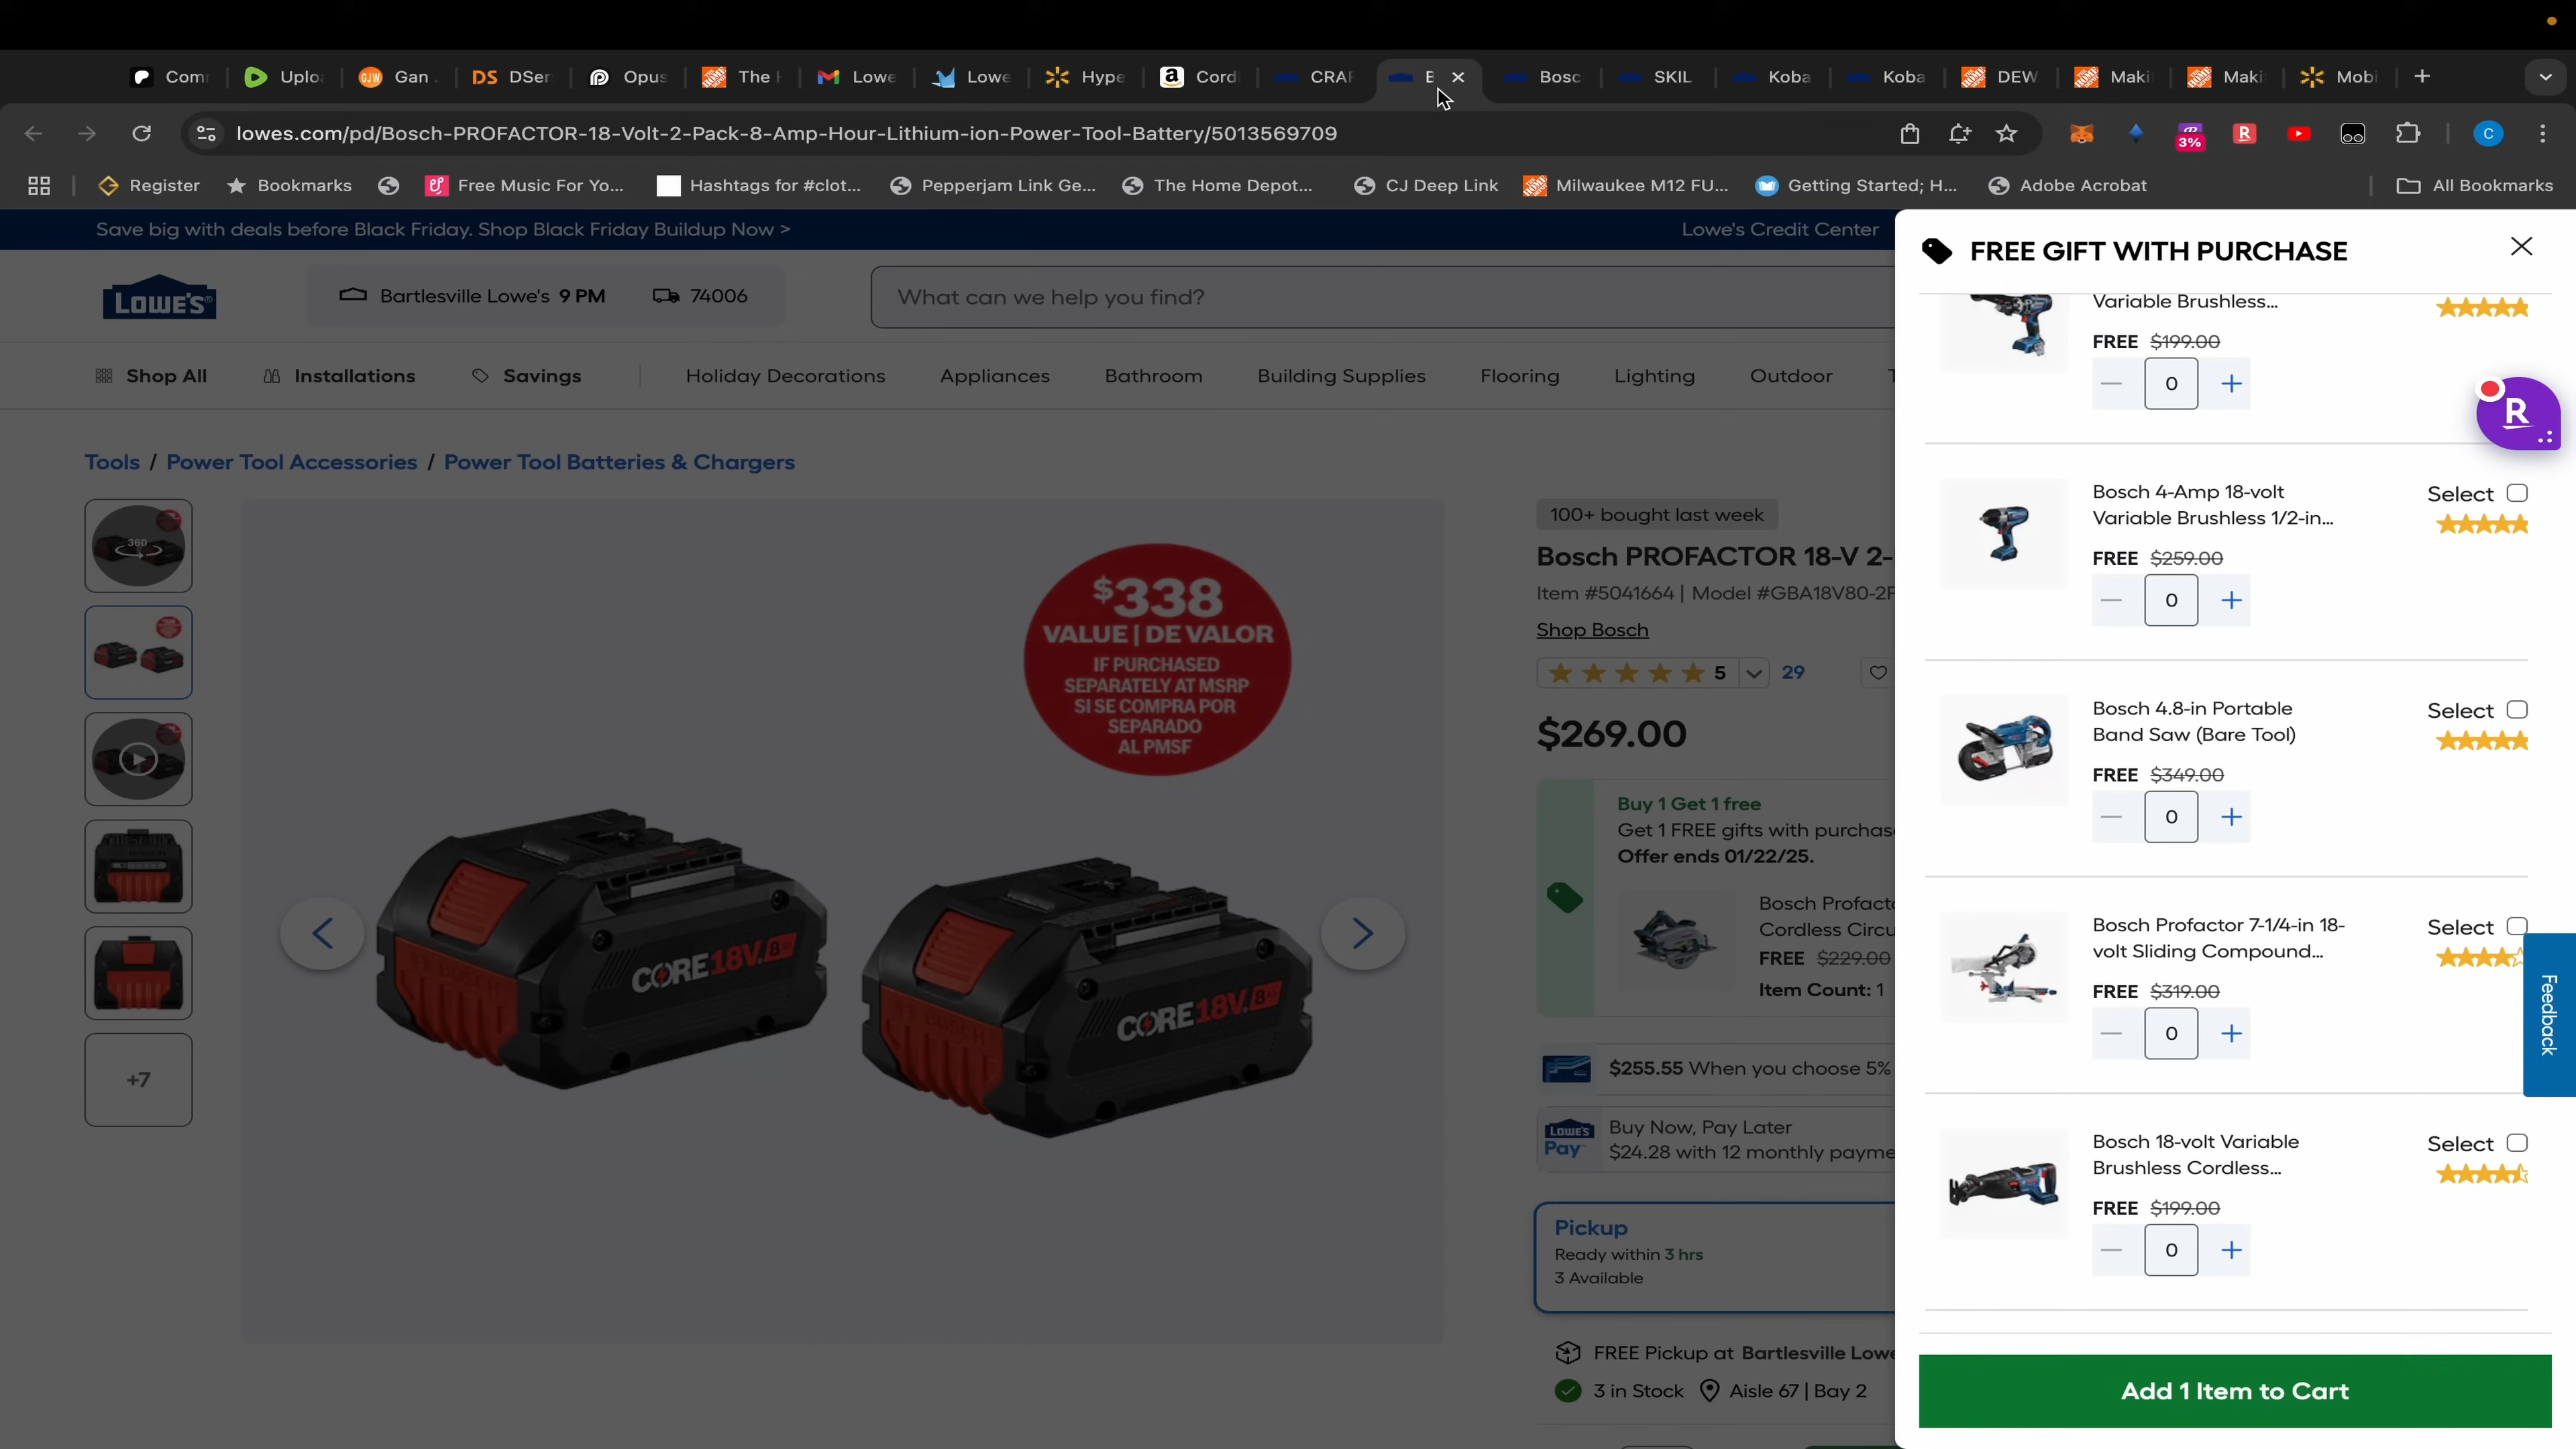 Com
Uplo
GJW Gan
DS DSer
Opus
The
Lowe
Lowe
Hype
a Cord
CRAF
Bosc
SKIL
Koba
Koba
DEW
Maki
Maki
Mobi
lowes.com/pd/Bosch-PROFACTOR-18-Volt-2-Pack-8-Amp-Hour-Lithium-ion-Power-Tool-Battery/5013569709
3%
R
C
Register
Bookmarks
Free Music For Yo...
Hashtags for #clot...
Pepperjam Link Ge...
The Home Depot...
CJ Deep Link
Milwaukee M12 FU...
Getting Started; H...
Adobe Acrobat
All Bookmarks
Save big with deals before Black Friday. Shop Black Friday Buildup Now >
Lowe's Credit Center
LOWE'S
Bartlesville Lowe's 9 PM
74006
What can we help you find?
Shop All
Installations
Savings
Holiday Decorations
Appliances
Bathroom
Building Supplies
Flooring
Lighting
Outdoor
Tools / Power Tool Accessories / Power Tool Batteries & Chargers
360
+7
$338
VALUE | DE VALOR
IF PURCHASED
SEPARATELY AT MSRP
SI SE COMPRA POR
SEPARADO
AL PMSF
BOSCH
CORE18V. 8
BOSCH
CORE18V. 8
100+ bought last week
Bosch PROFACTOR 18-V 2-
Item #5041664 | Model #GBA18V80-2
Shop Bosch
5
29
$269.00
Buy 1 Get 1 free
Get 1 FREE gifts with purchas
Offer ends 01/22/25.
Bosch Profact
Cordless Circu
FREE $229.00
Item Count: 1
$255.55 When you choose 5%
LOWE'S
Pay
Buy Now, Pay Later
$24.28 with 12 monthly payme
Pickup
Ready within 3 hrs
3 Available
FREE Pickup at Bartlesville Lowe
3 in Stock
Aisle 67 | Bay 2
FREE GIFT WITH PURCHASE
Variable Brushless...
FREE $199.00
0
R
Bosch 4-Amp 18-volt
Variable Brushless 1/2-in...
Select
FREE $259.00
0
Bosch 4.8-in Portable
Band Saw (Bare Tool)
Select
FREE $349.00
0
Bosch Profactor 7-1/4-in 18-
volt Sliding Compound...
Select
FREE $319.00
0
Bosch 18-volt Variable
Brushless Cordless...
Select
FREE $199.00
0
Feedback
Add 1 Item to Cart